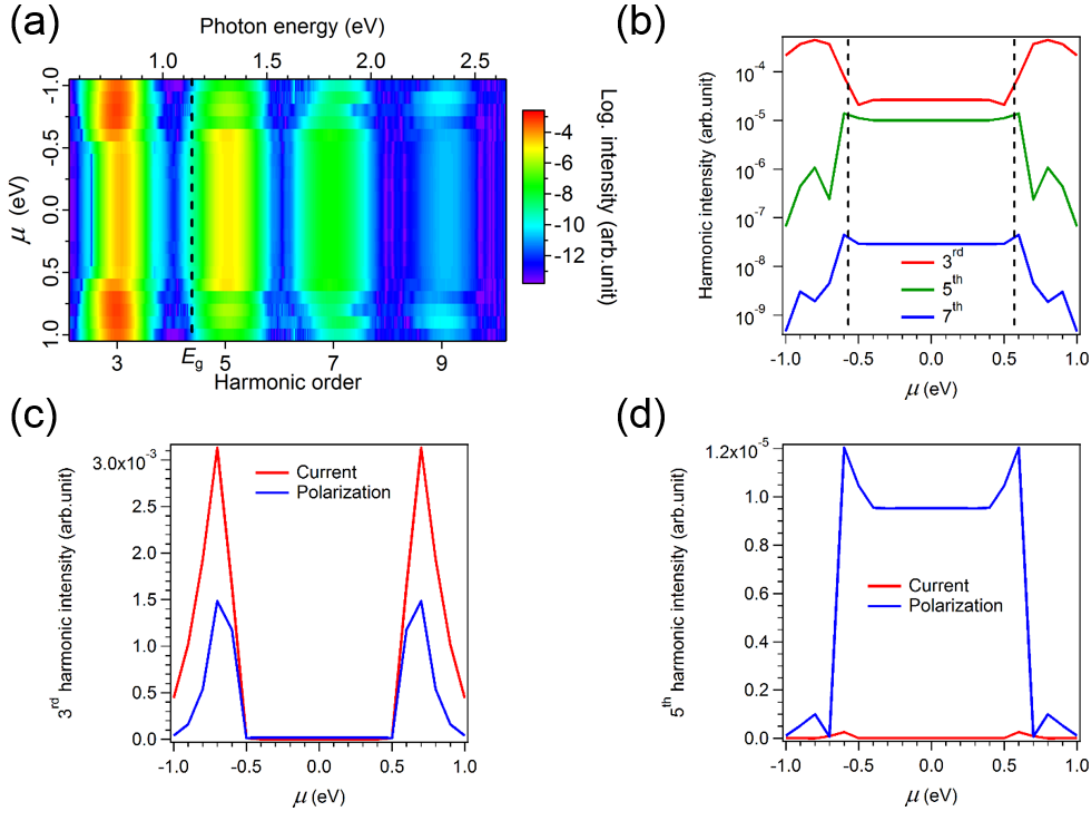 (a)
Photon energy (eV)
1.0 1.5 2.0 2.5
-1.0
-0.5
0.0
0.5
1.0
μ (eV)
3 Eg 5 7 9
Harmonic order
-4
-6
-8
-10
-12
Log. intensity (arb.unit)
(b)
Harmonic intensity (arb.unit)
10-4
10-5
10-6
10-7
10-8
10-9
3rd
5th
7th
-1.0 -0.5 0.0 0.5 1.0
μ (eV)
(c)
3rd harmonic intensity (arb.unit)
3.0x10-3
2.5
2.0
1.5
1.0
0.5
0.0
Current
Polarization
-1.0 -0.5 0.0 0.5 1.0
μ (eV)
(d)
5th harmonic intensity (arb.unit)
1.2x10-5
1.0
0.8
0.6
0.4
0.2
0.0
Current
Polarization
-1.0 -0.5 0.0 0.5 1.0
μ (eV)